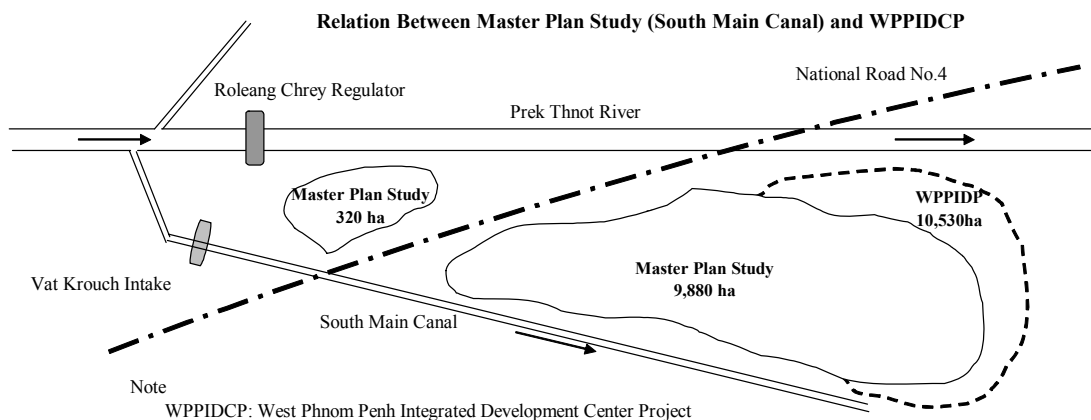 Relation Between Master Plan Study (South Main Canal) and WPPIDCP
National Road No.4
Roleang Chrey Regulator
Prek Thnot River
Master Plan Study
320 ha
WPPIDP
10,530ha
Master Plan Study
9,880 ha
Vat Krouch Intake
South Main Canal
Note
WPPIDCP: West Phnom Penh Integrated Development Center Project